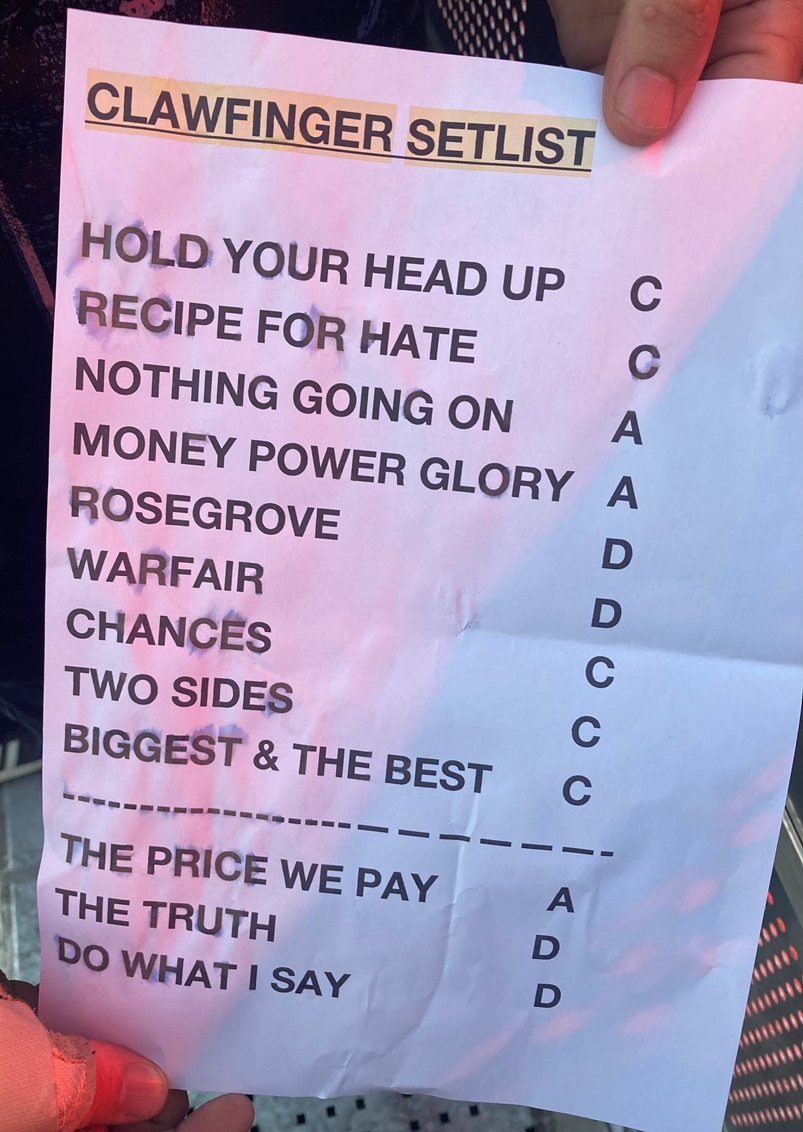 CLAWFINGER SETLIST
HOLD YOUR HEAD UP C
RECIPE FOR HATE C
NOTHING GOING ON A
MONEY POWER GLORY A
ROSEGROVE D
WARFAIR D
CHANCES C
TWO SIDES C
BIGGEST & THE BEST C
THE PRICE WE PAY A
THE TRUTH D
DO WHAT I SAY D